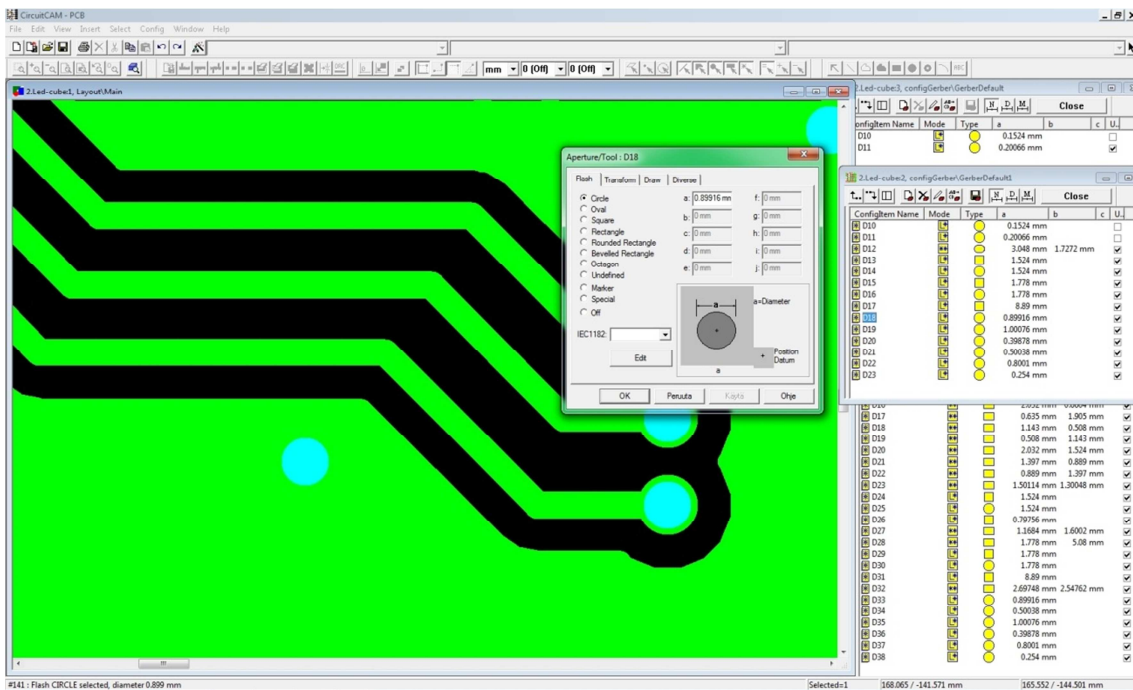 CircuitCAM - PCB
File Edit View Insert Select Config Window Help
mm 0 (Off) 0 (Off)
2.Led-cube:1, Layout\Main
2.Led-cube:3, configGerber\GerberDefault
N D M Close
onfigItem Name Mode Type a b c U..
D10 0.1524 mm
D11 0.20066 mm
Aperture/Tool : D18
Flash Transform Draw Diverse
Circle a: 0.89916 mn f: 0 mm
Oval
Square b: 0 mm g: 0 mm
Rectangle c: 0 mm h: 0 mm
Rounded Rectangle
Bevelled Rectangle d: 0 mm i: 0 mm
Octagon e: 0 mm j: 0 mm
Undefined
Marker
Special a a=Diameter
Off
IEC1182:
Edit Position
Datum
a
OK Peruuta Käytä Ohje
2.Led-cube:2, configGerber\GerberDefault1
N D M Close
ConfigItem Name Mode Type a b c U..
D10 0.1524 mm
D11 0.20066 mm
D12 3.048 mm 1.7272 mm
D13 1.524 mm
D14 1.524 mm
D15 1.778 mm
D16 1.778 mm
D17 8.89 mm
D18 0.89916 mm
D19 1.00076 mm
D20 0.39878 mm
D21 0.50038 mm
D22 0.8001 mm
D23 0.254 mm
D17 0.635 mm 1.905 mm
D18 1.143 mm 0.508 mm
D19 0.508 mm 1.143 mm
D20 2.032 mm 1.524 mm
D21 1.397 mm 0.889 mm
D22 0.889 mm 1.397 mm
D23 1.50114 mm 1.30048 mm
D24 1.524 mm
D25 1.524 mm
D26 0.79756 mm
D27 1.1684 mm 1.6002 mm
D28 1.778 mm 5.08 mm
D29 1.778 mm
D30 1.778 mm
D31 8.89 mm
D32 2.69748 mm 2.54762 mm
D33 0.89916 mm
D34 0.50038 mm
D35 1.00076 mm
D36 0.39878 mm
D37 0.8001 mm
D38 0.254 mm
#141 : Flash CIRCLE selected, diameter 0.899 mm Selected=1 168.065 / -141.571 mm 165.552 / -144.501 mm